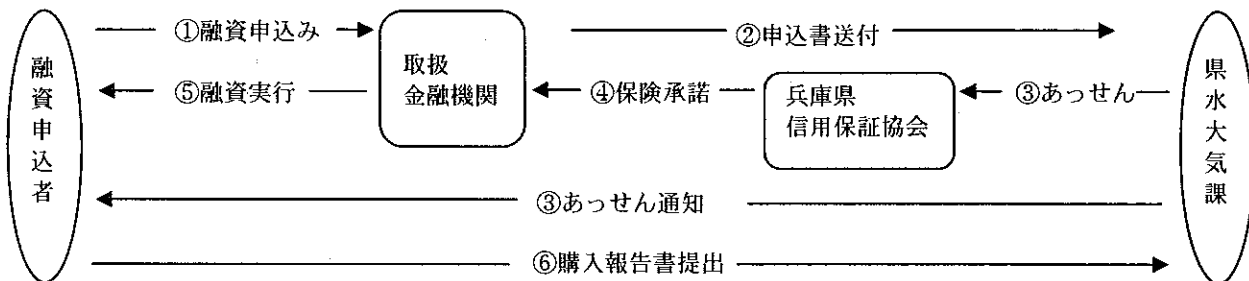 ①融資申込み
②申込書送付
融資申込者
取扱
金融機関
県水大気課
⑤融資実行
④保険承諾
兵庫県
信用保証協会
③あっせん
③あっせん通知
⑥購入報告書提出